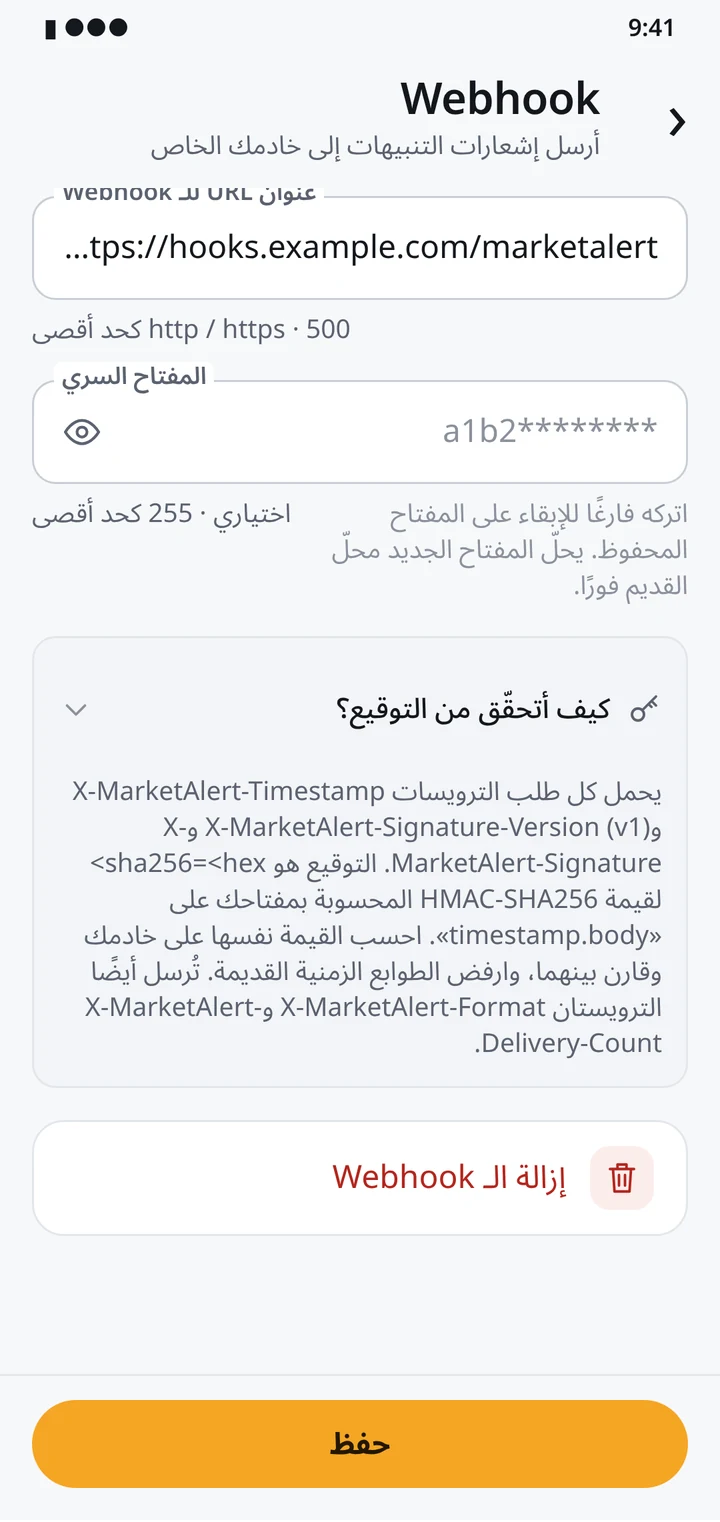 9:41
Webhook
أرسل إشعارات التنبيهات إلى خادمك الخاص
عنوان URL للـ Webhook
...tps://hooks.example.com/marketalert
http / https · 500 كحد أقصى
المفتاح السري
a1b2********
اتركه فارغًا للإبقاء على المفتاح
المحفوظ. يحلّ المفتاح الجديد محلّ
القديم فورًا.
اختياري · 255 كحد أقصى
كيف أتحقّق من التوقيع؟
يحمل كل طلب الترويسات X-MarketAlert-Timestamp
وX-MarketAlert-Signature-Version (v1) وX-
MarketAlert-Signature. التوقيع هو sha256=<hex>
لقيمة HMAC-SHA256 المحسوبة بمفتاحك على
«timestamp.body». احسب القيمة نفسها على خادمك
وقارن بينهما، وارفض الطوابع الزمنية القديمة. تُرسل أيضًا
الترويستان X-MarketAlert-Format وX-MarketAlert-
Delivery-Count.
إزالة الـ Webhook
حفظ